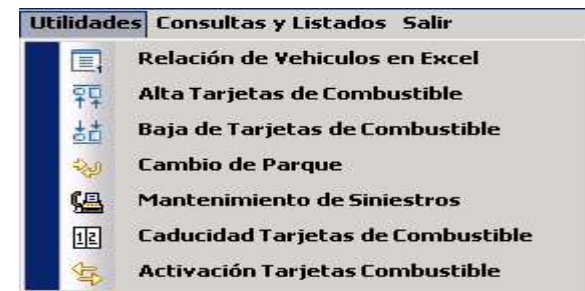 Utilidades Consultas y Listados Salir
Relación de Vehiculos en Excel
Alta Tarjetas de Combustible
Baja de Tarjetas de Combustible
Cambio de Parque
Mantenimiento de Siniestros
Caducidad Tarjetas de Combustible
Activación Tarjetas Combustible